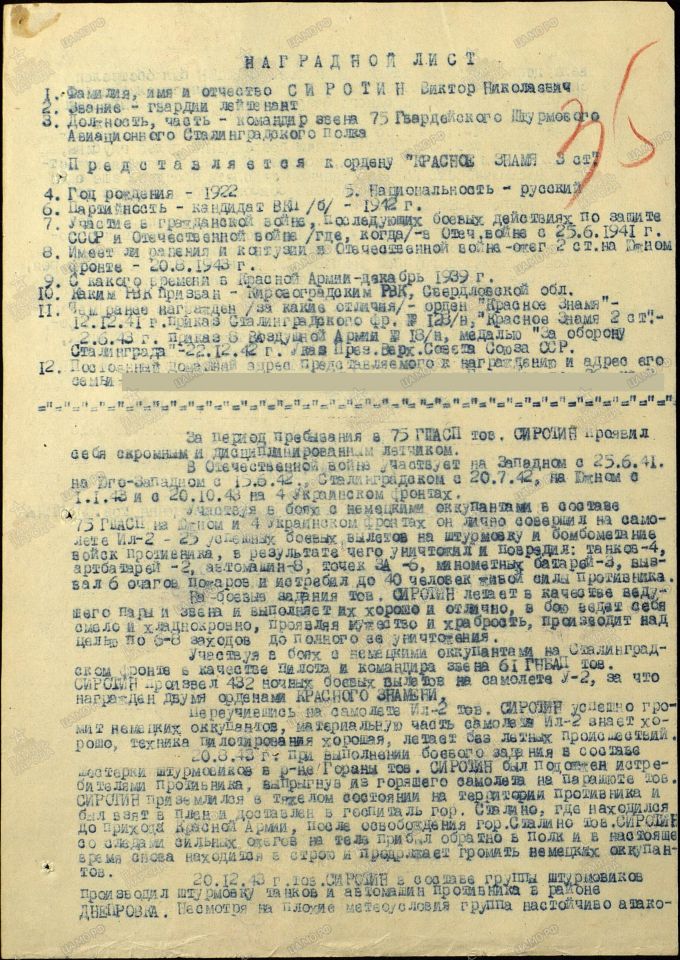 НАГРАДНОЙ ЛИСТ
36
1. Фамилия, имя и отчество СИРОТИН Виктор Николаевич
2. Звание - гвардии лейтенант
3. Должность, часть - командир звена 75 Гвардейского Штурмового
Авиационного Сталинградского Полка
Представляется к ордену "КРАСНОЕ ЗНАМЯ 3 ст."
4. Год рождения - 1922 5. Национальность - русский
6. Партийность - кандидат ВКП /б/ - 1942 г.
7. Участие в гражданской войне, последующих боевых действиях по защите
СССР и Отечественной войне /где, когда/-в Отеч.войне с 25.6.1941 г.
8. Имеет ли ранения и контузии в Отечественной войне-ожег 2 ст.на Южном
фронте - 20.8.1943 г.
9. С какого времени в Красной Армии-декабрь 1939 г.
10. Каким РВК призван - Кировоградским РВК, Свердловской обл.
11. Чем ранее награжден /за какие отличия/- орден "Красное Знамя"-
12.12.41 г.приказ Сталинградского фр. № 128/н, "Красное Знамя 2 ст."-
-2.6.43 г. приказ 8 Воздушной Армии № 18/н, медалью "За оборону
Сталинграда"-22.12.42 г. Указ През.Верх.Совета Союза ССР.
12. Постоянный домашний адрес представляемого к награждению и адрес его
семьи
За период пребывания в 75 ГШАСП тов. СИРОТИН проявил
себя скромным и дисциплинированным летчиком.
В Отечественной войне участвует на Западном с 25.6.41.
на Юго-Западном с 15.6.42., Сталинградском с 20.7.42, на Южном с
1.1.43 и с 20.10.43 на 4 Украинском фронтах.
Участвуя в боях с немецкими оккупантами в составе
75 ГШАСП на Южном и 4 Украинском фронтах он лично совершил на само-
лете Ил-2 - 25 успешных боевых вылетов на штурмовку и бомбометание
войск противника, в результате чего уничтожил и повредил: танков-4,
артбатарей -2, автомашин-8, точек ЗА -6, минометных батарей-3, выз-
вал 6 очагов пожаров и истребил до 40 человек живой силы противника.
На боевые задания тов. СИРОТИН летает в качестве веду-
щего пары и звена и выполняет их хорошо и отлично, в бою ведет себя
смело и хладнокровно, проявляя мужество и храбрость, производит над
целью по 6-8 заходов до полного ее уничтожения.
Участвуя в боях с немецкими оккупантами на Сталинград-
ском фронте в качестве пилота и командира звена 61 ГНБАП тов.
СИРОТИН произвел 432 ночных боевых вылетов на самолете У-2, за что
награжден двумя орденами КРАСНОГО ЗНАМЕНИ.
Переучившись на самолете Ил-2 тов. СИРОТИН успешно гро-
мит немецких оккупантов, материальную часть самолета Ил-2 знает хо-
рошо, техника пилотирования хорошая, летает без летных происшествий.
20.8.43 г. при выполнении боевого задания в составе
шестерки штурмовиков в р-не Гораны тов. СИРОТИН был подожжен истре-
бителями противника, выпрыгнув из горящего самолета на парашюте тов.
СИРОТИН приземлился в тяжелом состоянии на территории противника и
был взят в плен и доставлен в госпиталь гор. Сталино, где находился
до прихода Красной Армии, после освобождения гор.Сталино тов.СИРОТИН
со следами сильных ожегов на теле прибыл обратно в полк и в настоящее
время снова находится в строю и продолжает громить немецких оккупан-
тов.
20.12.43 г.тов.СИРОТИН в составе группы штурмовиков
производил штурмовку танков и автомашин противника в районе
ДНЕПРОВКА. Несмотря на плохие метеоусловия группа настойчиво атако-